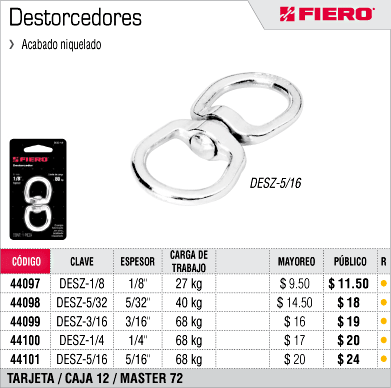 Destorcedores
FIERO®
❯ Acabado niquelado
FIERO
1/8"
DESZ-5/16
CÓDIGO CLAVE ESPESOR CARGA DE TRABAJO MAYOREO PÚBLICO R
44097 DESZ-1/8 1/8" 27 kg $ 9.50 $ 11.50 ●
44098 DESZ-5/32 5/32" 40 kg $ 14.50 $ 18 ●
44099 DESZ-3/16 3/16" 68 kg $ 16 $ 19 ●
44100 DESZ-1/4 1/4" 68 kg $ 17 $ 20 ●
44101 DESZ-5/16 5/16" 68 kg $ 20 $ 24 ●
TARJETA / CAJA 12 / MASTER 72